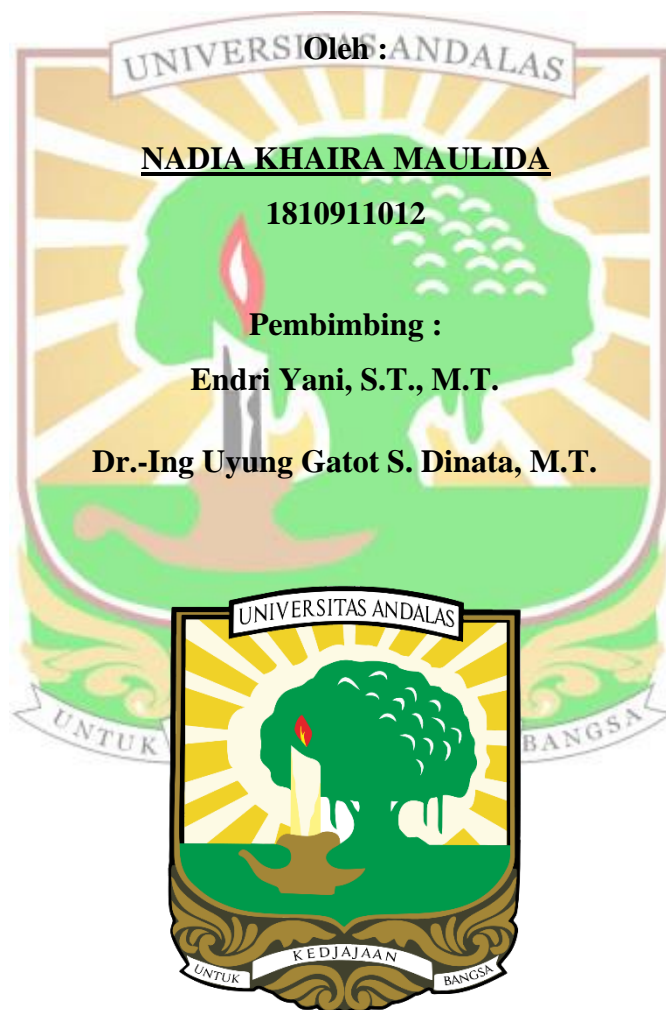 UNIVERSITAS ANDALAS
Oleh :
NADIA KHAIRA MAULIDA
1810911012
Pembimbing :
Endri Yani, S.T., M.T.
Dr.-Ing Uyung Gatot S. Dinata, M.T.
UNIVERSITAS ANDALAS
UNTUK BANGSA
KEDJAJAAN
UNTUK BANGSA